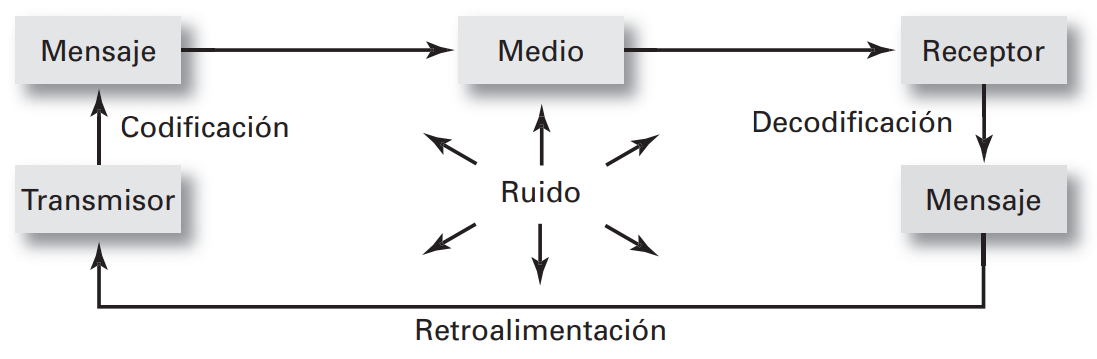 Mensaje
Medio
Receptor
Codificación
Decodificación
Transmisor
Ruido
Mensaje
Retroalimentación